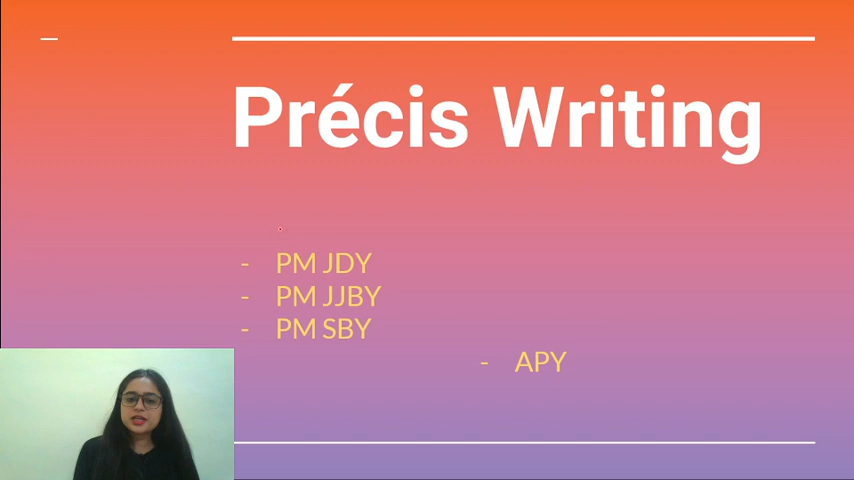 Précis Writing
- PM JDY
- PM JJBY
- PM SBY
- APY